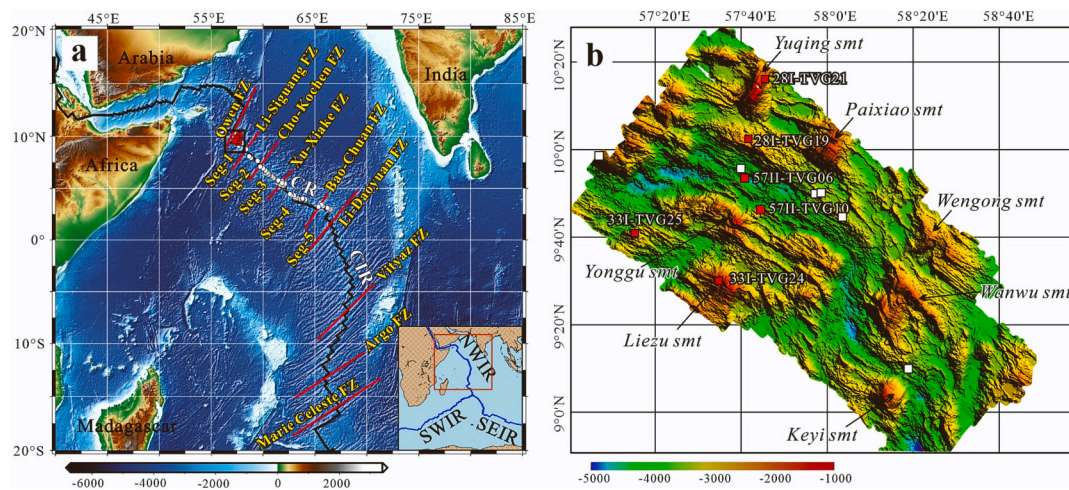 45°E 55°E 65°E 75°E 85°E
20°N
10°N
0°
10°S
20°S
a
Arabia
India
Africa
Madagascar
Owen FZ
Li-Siguang FZ
Cho-Kochen FZ
Xu-Xiake FZ
Bao-Chuan FZ
Li-Daoyuan FZ
Seg-1
Seg-2
Seg-3
Seg-4
Seg-5
CR
CIR
Vityaz FZ
Argo FZ
Marie Celeste FZ
NWIR
SWIR
SEIR
-6000 -4000 -2000 0 2000
57°20'E 57°40'E 58°0'E 58°20'E 58°40'E
10°20'N
10°0'N
9°40'N
9°20'N
9°0'N
b
Yuqing smt
28I-TVG21
Paixiao smt
28I-TVG19
57II-TVG06
57II-TVG10
33I-TVG25
Wengong smt
Yonggu smt
33I-TVG24
Wanwu smt
Liezu smt
Keyi smt
-5000 -4000 -3000 -2000 -1000